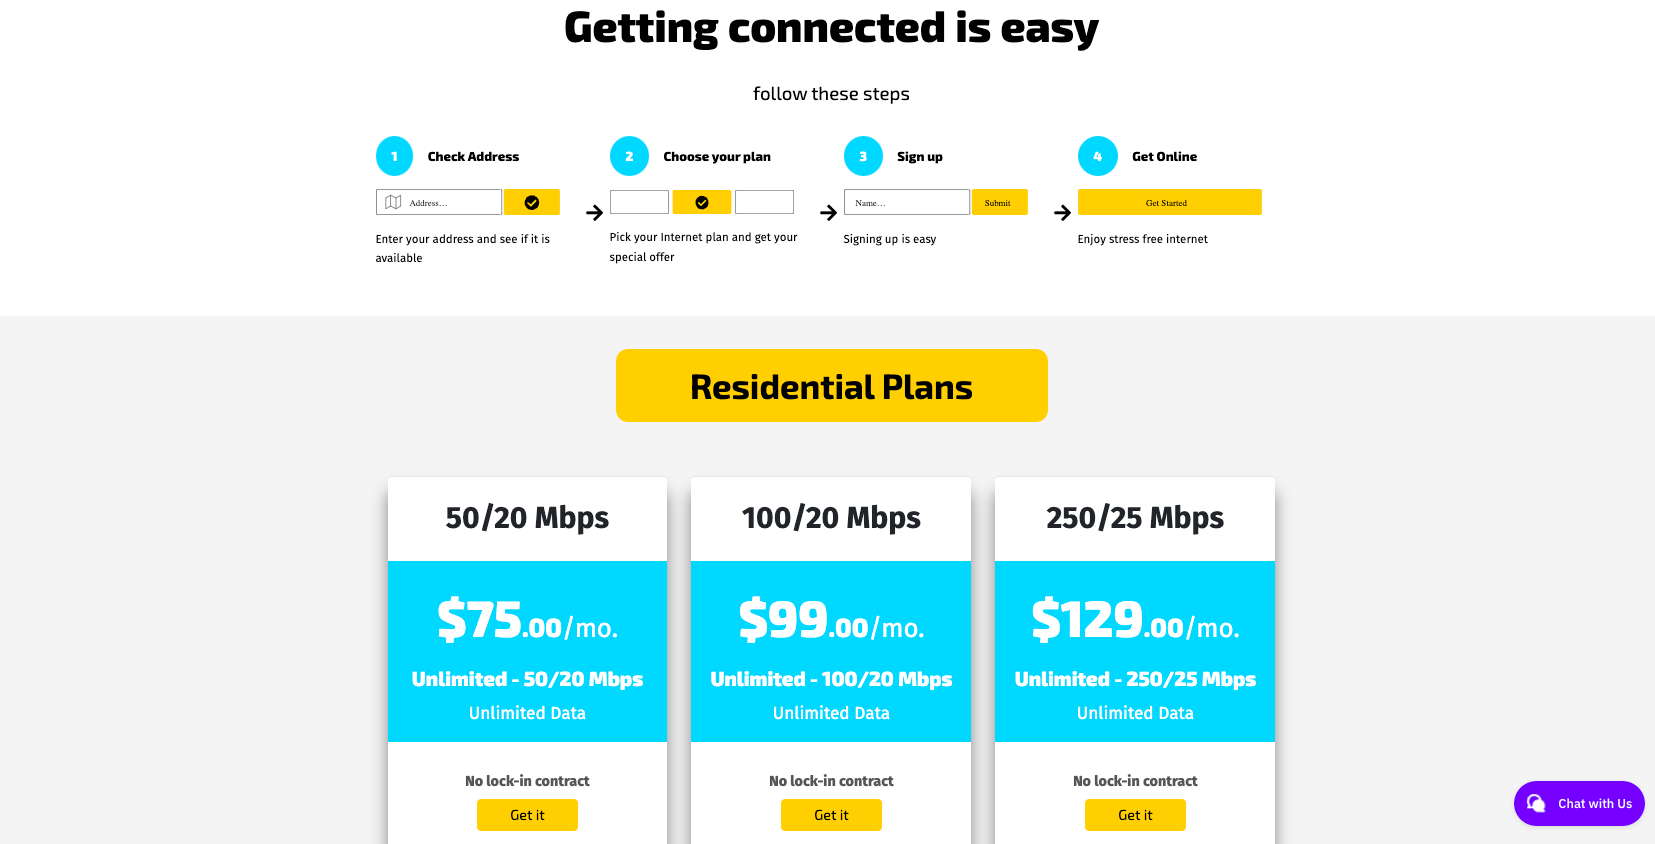 Getting connected is easy
follow these steps
1 Check Address
Address...
Enter your address and see if it is
available
2 Choose your plan
Pick your Internet plan and get your
special offer
3 Sign up
Name...
Submit
Signing up is easy
4 Get Online
Get Started
Enjoy stress free internet
Residential Plans
50/20 Mbps
$75.00/mo.
Unlimited - 50/20 Mbps
Unlimited Data
No lock-in contract
Get it
100/20 Mbps
$99.00/mo.
Unlimited - 100/20 Mbps
Unlimited Data
No lock-in contract
Get it
250/25 Mbps
$129.00/mo.
Unlimited - 250/25 Mbps
Unlimited Data
No lock-in contract
Get it
Chat with Us